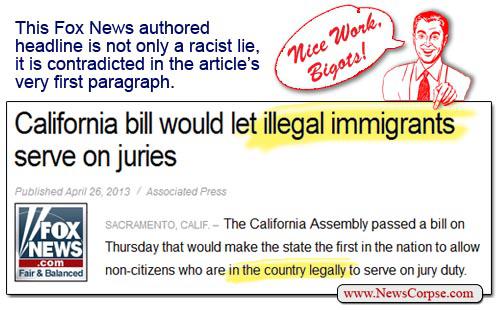 This Fox News authored
headline is not only a racist lie,
it is contradicted in the article's
very first paragraph.
Nice Work,
Bigots!
California bill would let illegal immigrants
serve on juries
Published April 26, 2013 / Associated Press
FOX
NEWS
.com
Fair & Balanced
SACRAMENTO, CALIF. – The California Assembly passed a bill on
Thursday that would make the state the first in the nation to allow
non-citizens who are in the country legally to serve on jury duty.
www.NewsCorpse.com